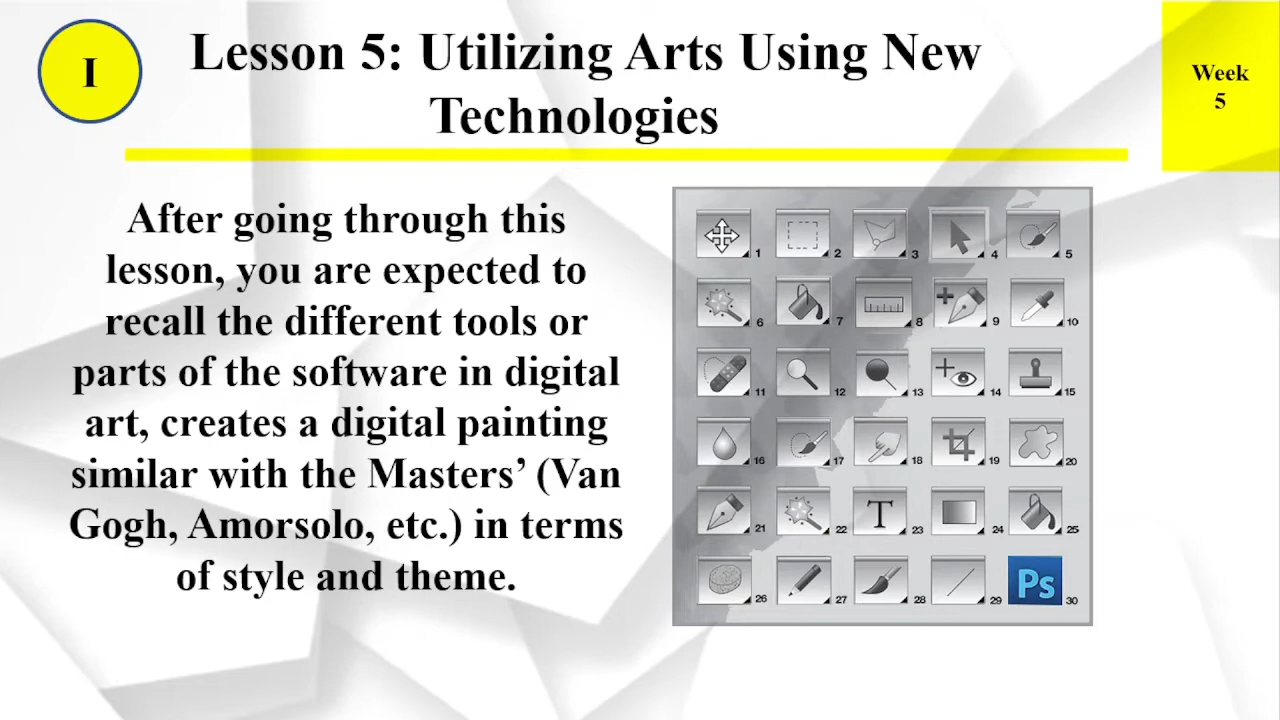 I
Lesson 5: Utilizing Arts Using New
Technologies
Week
5
After going through this
lesson, you are expected to
recall the different tools or
parts of the software in digital
art, creates a digital painting
similar with the Masters’ (Van
Gogh, Amorsolo, etc.) in terms
of style and theme.
1 2 3 4 5
6 7 8 9 10
11 12 13 14 15
16 17 18 19 20
21 22 T 23 24 25
26 27 28 29 Ps 30